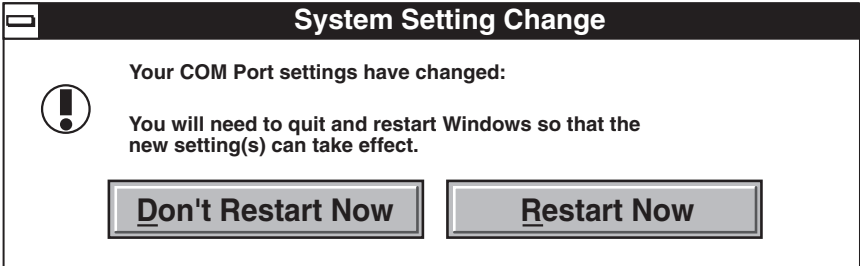 System Setting Change
Your COM Port settings have changed:
You will need to quit and restart Windows so that the
new setting(s) can take effect.
Don't Restart Now
Restart Now